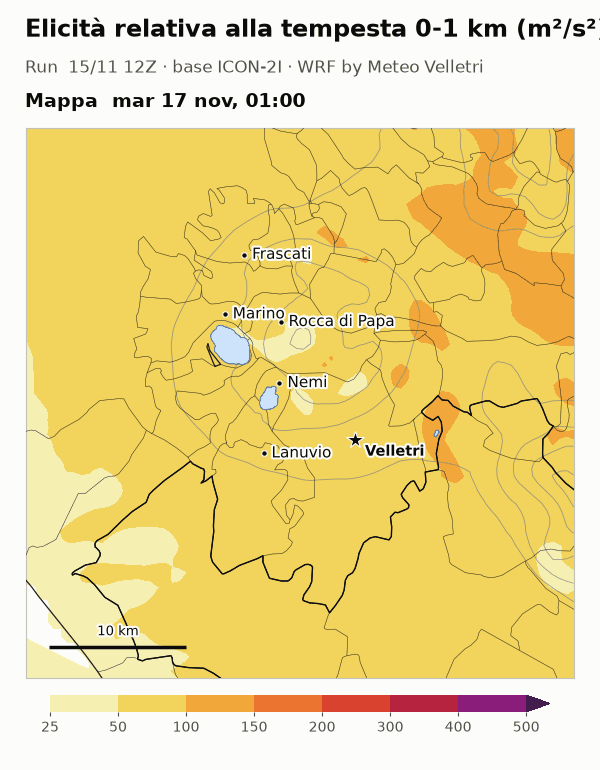 Elicità relativa alla tempesta 0-1 km (m²/s²)
Run 15/11 12Z · base ICON-2I · WRF by Meteo Velletri
Mappa mar 17 nov, 01:00
Frascati
Marino
Rocca di Papa
Nemi
Velletri
Lanuvio
10 km
25 50 100 150 200 300 400 500